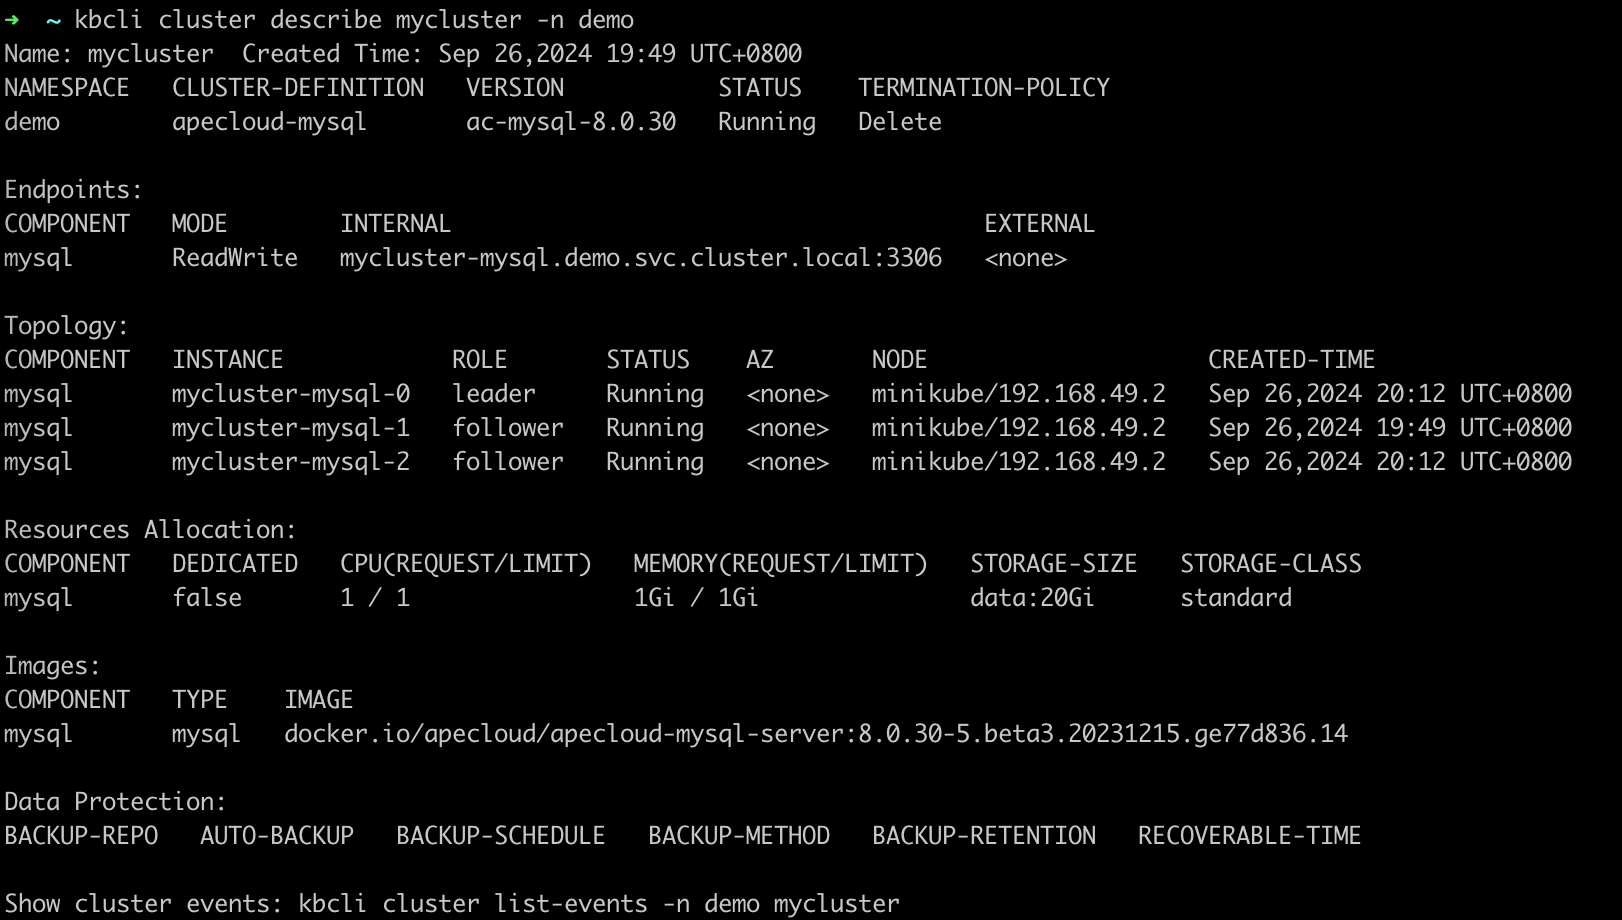 ➜  ~ kbcli cluster describe mycluster -n demo
Name: mycluster  Created Time: Sep 26,2024 19:49 UTC+0800
NAMESPACE   CLUSTER-DEFINITION   VERSION           STATUS    TERMINATION-POLICY
demo        apecloud-mysql       ac-mysql-8.0.30   Running   Delete

Endpoints:
COMPONENT   MODE        INTERNAL                                      EXTERNAL
mysql       ReadWrite   mycluster-mysql.demo.svc.cluster.local:3306   <none>

Topology:
COMPONENT   INSTANCE            ROLE       STATUS    AZ       NODE                    CREATED-TIME
mysql       mycluster-mysql-0   leader     Running   <none>   minikube/192.168.49.2   Sep 26,2024 20:12 UTC+0800
mysql       mycluster-mysql-1   follower   Running   <none>   minikube/192.168.49.2   Sep 26,2024 19:49 UTC+0800
mysql       mycluster-mysql-2   follower   Running   <none>   minikube/192.168.49.2   Sep 26,2024 20:12 UTC+0800

Resources Allocation:
COMPONENT   DEDICATED   CPU(REQUEST/LIMIT)   MEMORY(REQUEST/LIMIT)   STORAGE-SIZE   STORAGE-CLASS
mysql       false       1 / 1                1Gi / 1Gi               data:20Gi      standard

Images:
COMPONENT   TYPE    IMAGE
mysql       mysql   docker.io/apecloud/apecloud-mysql-server:8.0.30-5.beta3.20231215.ge77d836.14

Data Protection:
BACKUP-REPO   AUTO-BACKUP   BACKUP-SCHEDULE   BACKUP-METHOD   BACKUP-RETENTION   RECOVERABLE-TIME

Show cluster events: kbcli cluster list-events -n demo mycluster